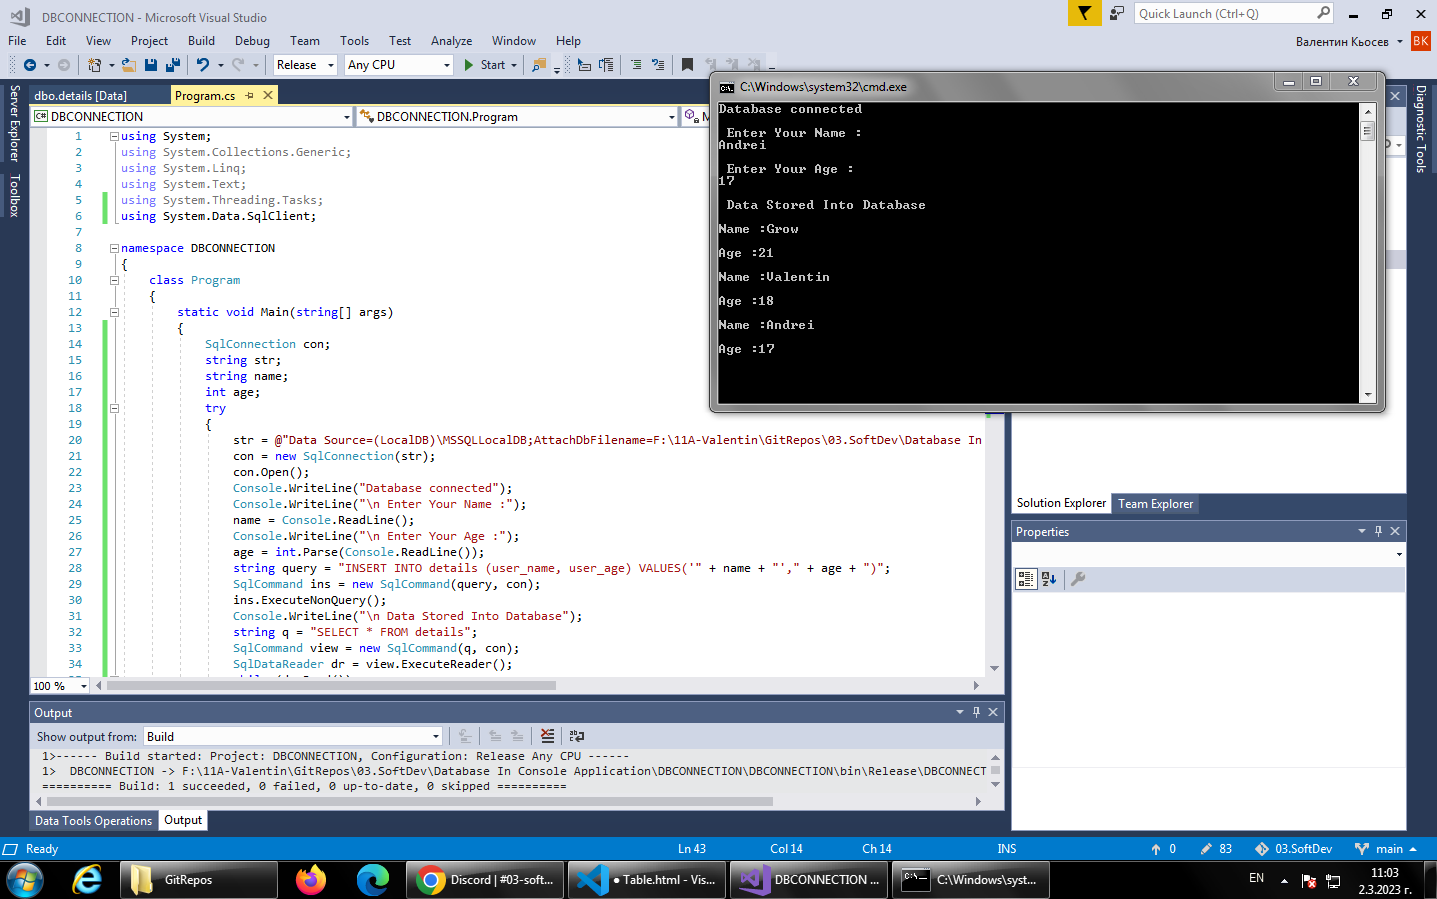 DBCONNECTION - Microsoft Visual Studio
Quick Launch (Ctrl+Q)
File Edit View Project Build Debug Team Tools Test Analyze Window Help
Валентин Кьосев
BK
Release Any CPU Start
Server Explorer
Toolbox
dbo.details [Data] Program.cs
DBCONNECTION DBCONNECTION.Program M
1 using System;
2 using System.Collections.Generic;
3 using System.Linq;
4 using System.Text;
5 using System.Threading.Tasks;
6 using System.Data.SqlClient;
7
8 namespace DBCONNECTION
9 {
10 class Program
11 {
12 static void Main(string[] args)
13 {
14 SqlConnection con;
15 string str;
16 string name;
17 int age;
18 try
19 {
20 str = @"Data Source=(LocalDB)\MSSQLLocalDB;AttachDbFilename=F:\11A-Valentin\GitRepos\03.SoftDev\Database In
21 con = new SqlConnection(str);
22 con.Open();
23 Console.WriteLine("Database connected");
24 Console.WriteLine("\n Enter Your Name :");
25 name = Console.ReadLine();
26 Console.WriteLine("\n Enter Your Age :");
27 age = int.Parse(Console.ReadLine());
28 string query = "INSERT INTO details (user_name, user_age) VALUES('" + name + "'," + age + ")";
29 SqlCommand ins = new SqlCommand(query, con);
30 ins.ExecuteNonQuery();
31 Console.WriteLine("\n Data Stored Into Database");
32 string q = "SELECT * FROM details";
33 SqlCommand view = new SqlCommand(q, con);
34 SqlDataReader dr = view.ExecuteReader();
100 %
C:\Windows\system32\cmd.exe
Database connected
Enter Your Name :
Andrei
Enter Your Age :
17
Data Stored Into Database
Name :Grow
Age :21
Name :Valentin
Age :18
Name :Andrei
Age :17
Diagnostic Tools
Solution Explorer Team Explorer
Properties
Output
Show output from: Build
1>------ Build started: Project: DBCONNECTION, Configuration: Release Any CPU ------
1> DBCONNECTION -> F:\11A-Valentin\GitRepos\03.SoftDev\Database In Console Application\DBCONNECTION\DBCONNECTION\bin\Release\DBCONNECT
========== Build: 1 succeeded, 0 failed, 0 up-to-date, 0 skipped ==========
Data Tools Operations Output
Ready Ln 43 Col 14 Ch 14 INS 0 83 03.SoftDev main
GitRepos
Discord | #03-soft...
● Table.html - Vis...
DBCONNECTION ...
C:\Windows\syst...
EN
11:03
2.3.2023 г.